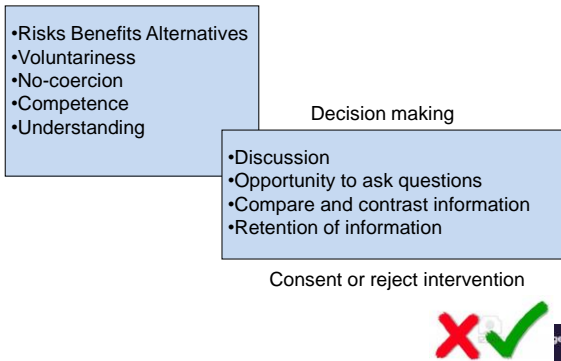 •Risks Benefits Alternatives
•Voluntariness
•No-coercion
•Competence
•Understanding
Decision making
•Discussion
•Opportunity to ask questions
•Compare and contrast information
•Retention of information
Consent or reject intervention